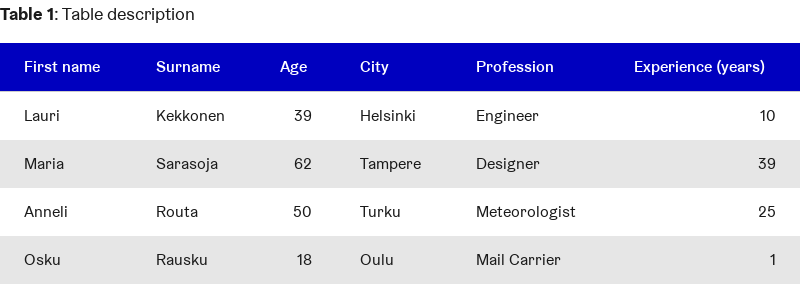 Table 1: Table description
First name Surname Age City Profession Experience (years)
Lauri Kekkonen 39 Helsinki Engineer 10
Maria Sarasoja 62 Tampere Designer 39
Anneli Routa 50 Turku Meteorologist 25
Osku Rausku 18 Oulu Mail Carrier 1